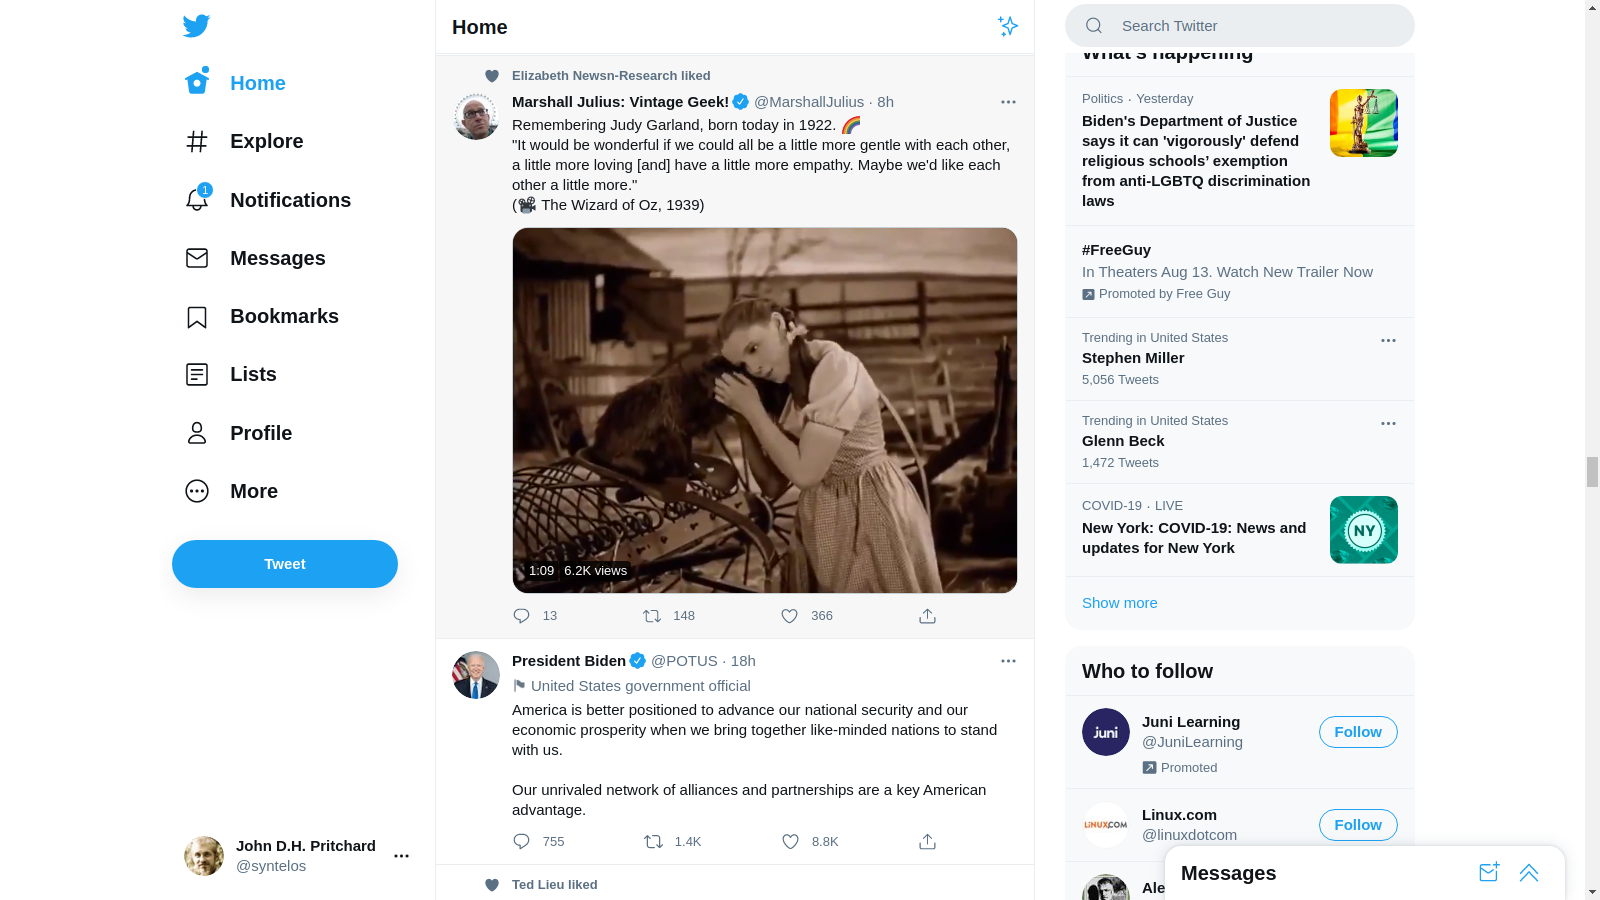 Home
Explore
1
Notifications
Messages
Bookmarks
Lists
Profile
More
Tweet
John D.H. Pritchard
@syntelos
Home
Elizabeth Newsn-Research liked
Marshall Julius: Vintage Geek! @MarshallJulius · 8h
Remembering Judy Garland, born today in 1922. 🌈
"It would be wonderful if we could all be a little more gentle with each other,
a little more loving [and] have a little more empathy. Maybe we'd like each
other a little more."
(📽 The Wizard of Oz, 1939)
1:09 6.2K views
13 148 366
President Biden @POTUS · 18h
United States government official
America is better positioned to advance our national security and our
economic prosperity when we bring together like-minded nations to stand
with us.
Our unrivaled network of alliances and partnerships are a key American
advantage.
755 1.4K 8.8K
Ted Lieu liked
Search Twitter
What's happening
Politics · Yesterday
Biden's Department of Justice
says it can 'vigorously' defend
religious schools’ exemption
from anti-LGBTQ discrimination
laws
#FreeGuy
In Theaters Aug 13. Watch New Trailer Now
Promoted by Free Guy
Trending in United States
Stephen Miller
5,056 Tweets
Trending in United States
Glenn Beck
1,472 Tweets
COVID-19 · LIVE
New York: COVID-19: News and
updates for New York
NY
Show more
Who to follow
juni
Juni Learning
@JuniLearning
Follow
Promoted
LINUX.COM
Linux.com
@linuxdotcom
Follow
Ale
Messages